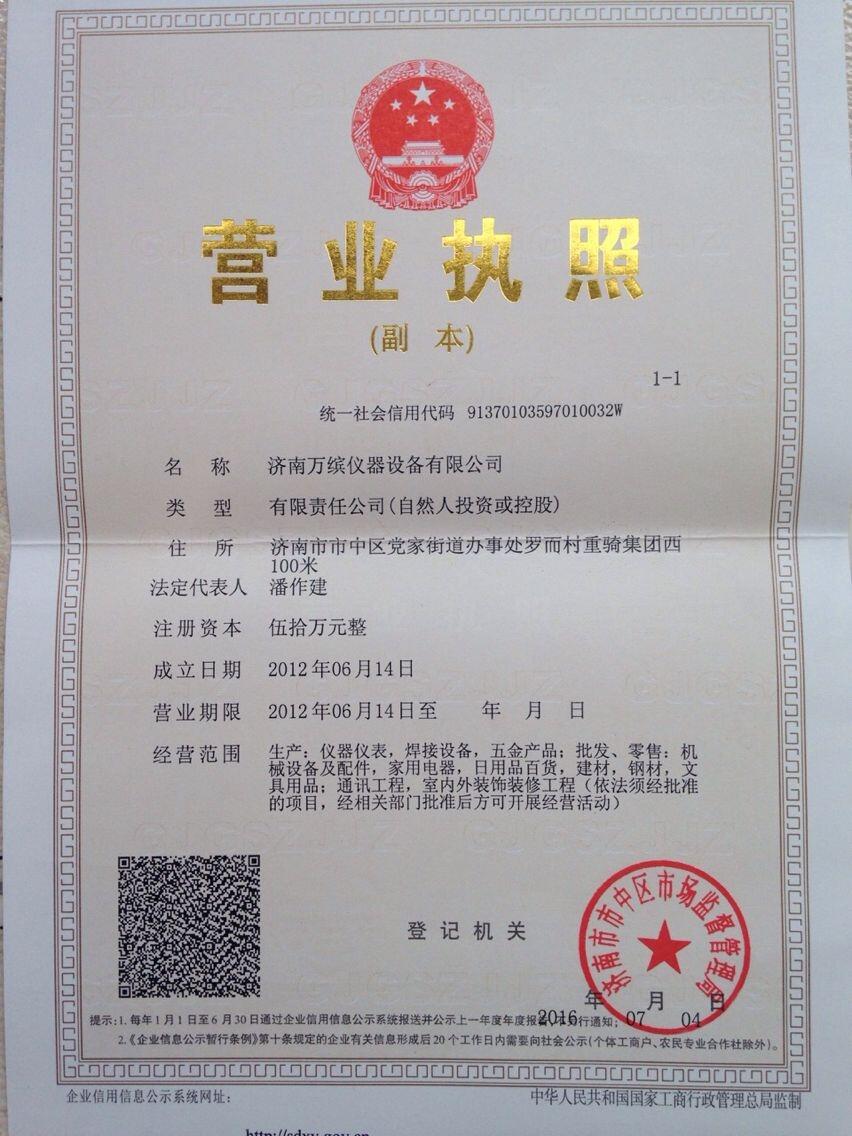 营业执照
(副 本)
1-1
统一社会信用代码 91370103597010032W
名 称 济南万缤仪器设备有限公司
类 型 有限责任公司(自然人投资或控股)
住 所 济南市市中区党家街道办事处罗而村重骑集团西
100米
法定代表人 潘作建
注册资本 伍拾万元整
成立日期 2012年06月14日
营业期限 2012年06月14日至 年 月 日
经营范围 生产：仪器仪表，焊接设备，五金产品；批发、零售：机
械设备及配件，家用电器，日用品百货，建材，钢材，文
具用品；通讯工程，室内外装饰装修工程（依法须经批准
的项目，经相关部门批准后方可开展经营活动）
济南市市中区市场监督管理局
登记机关
年 月 日
2016 07 04
提示：1. 每年1月1日至6月30日通过企业信用信息公示系统报送并公示上一年度年度报告，不另行通知；
2.《企业信息公示暂行条例》第十条规定的企业有关信息形成后20个工作日内需要向社会公示(个体工商户、农民专业合作社除外)。
企业信用信息公示系统网址：
中华人民共和国国家工商行政管理总局监制
http://sdxy.gov.cn